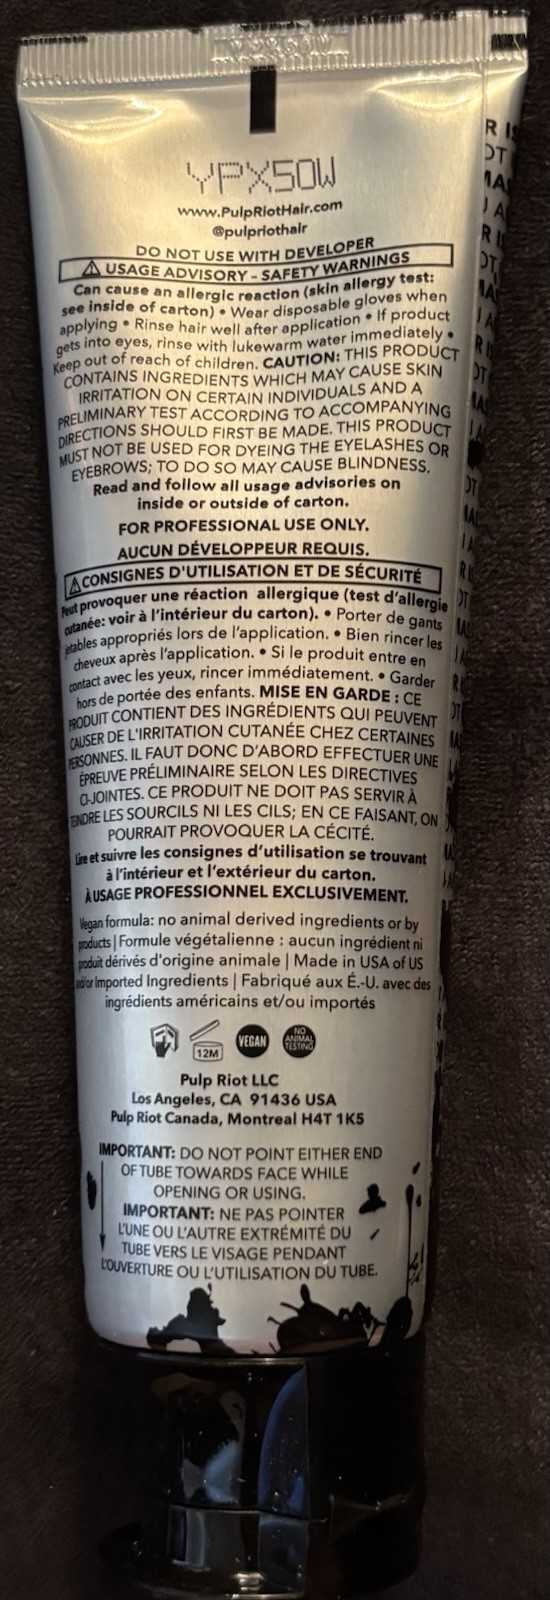 YPX50W
www.PulpRiotHair.com
@pulpriothair
DO NOT USE WITH DEVELOPER
USAGE ADVISORY - SAFETY WARNINGS
Can cause an allergic reaction (skin allergy test:
see inside of carton) • Wear disposable gloves when
applying • Rinse hair well after application • If product
gets into eyes, rinse with lukewarm water immediately •
Keep out of reach of children. CAUTION: THIS PRODUCT
CONTAINS INGREDIENTS WHICH MAY CAUSE SKIN
IRRITATION ON CERTAIN INDIVIDUALS AND A
PRELIMINARY TEST ACCORDING TO ACCOMPANYING
DIRECTIONS SHOULD FIRST BE MADE. THIS PRODUCT
MUST NOT BE USED FOR DYEING THE EYELASHES OR
EYEBROWS; TO DO SO MAY CAUSE BLINDNESS.
Read and follow all usage advisories on
inside or outside of carton.
FOR PROFESSIONAL USE ONLY.
AUCUN DÉVELOPPEUR REQUIS.
CONSIGNES D'UTILISATION ET DE SÉCURITÉ
Peut provoquer une réaction allergique (test d'allergie
cutanée: voir à l'intérieur du carton). • Porter de gants
jetables appropriés lors de l'application. • Bien rincer les
cheveux après l'application. • Si le produit entre en
contact avec les yeux, rincer immédiatement. • Garder
hors de portée des enfants. MISE EN GARDE : CE
PRODUIT CONTIENT DES INGRÉDIENTS QUI PEUVENT
CAUSER DE L'IRRITATION CUTANÉE CHEZ CERTAINES
PERSONNES. IL FAUT DONC D'ABORD EFFECTUER UNE
ÉPREUVE PRÉLIMINAIRE SELON LES DIRECTIVES
CI-JOINTES. CE PRODUIT NE DOIT PAS SERVIR À
TEINDRE LES SOURCILS NI LES CILS; EN CE FAISANT, ON
POURRAIT PROVOQUER LA CÉCITÉ.
Lire et suivre les consignes d'utilisation se trouvant
à l'intérieur et l'extérieur du carton.
À USAGE PROFESSIONNEL EXCLUSIVEMENT.
Vegan formula: no animal derived ingredients or by
products | Formule végétalienne : aucun ingrédient ni
produit dérivés d'origine animale | Made in USA of US
and/or Imported Ingredients | Fabriqué aux É.-U. avec des
ingrédients américains et/ou importés
12M VEGAN NO ANIMAL TESTING
Pulp Riot LLC
Los Angeles, CA 91436 USA
Pulp Riot Canada, Montreal H4T 1K5
IMPORTANT: DO NOT POINT EITHER END
OF TUBE TOWARDS FACE WHILE
OPENING OR USING.
IMPORTANT: NE PAS POINTER
L'UNE OU L'AUTRE EXTRÉMITÉ DU
TUBE VERS LE VISAGE PENDANT
L'OUVERTURE OU L'UTILISATION DU TUBE.